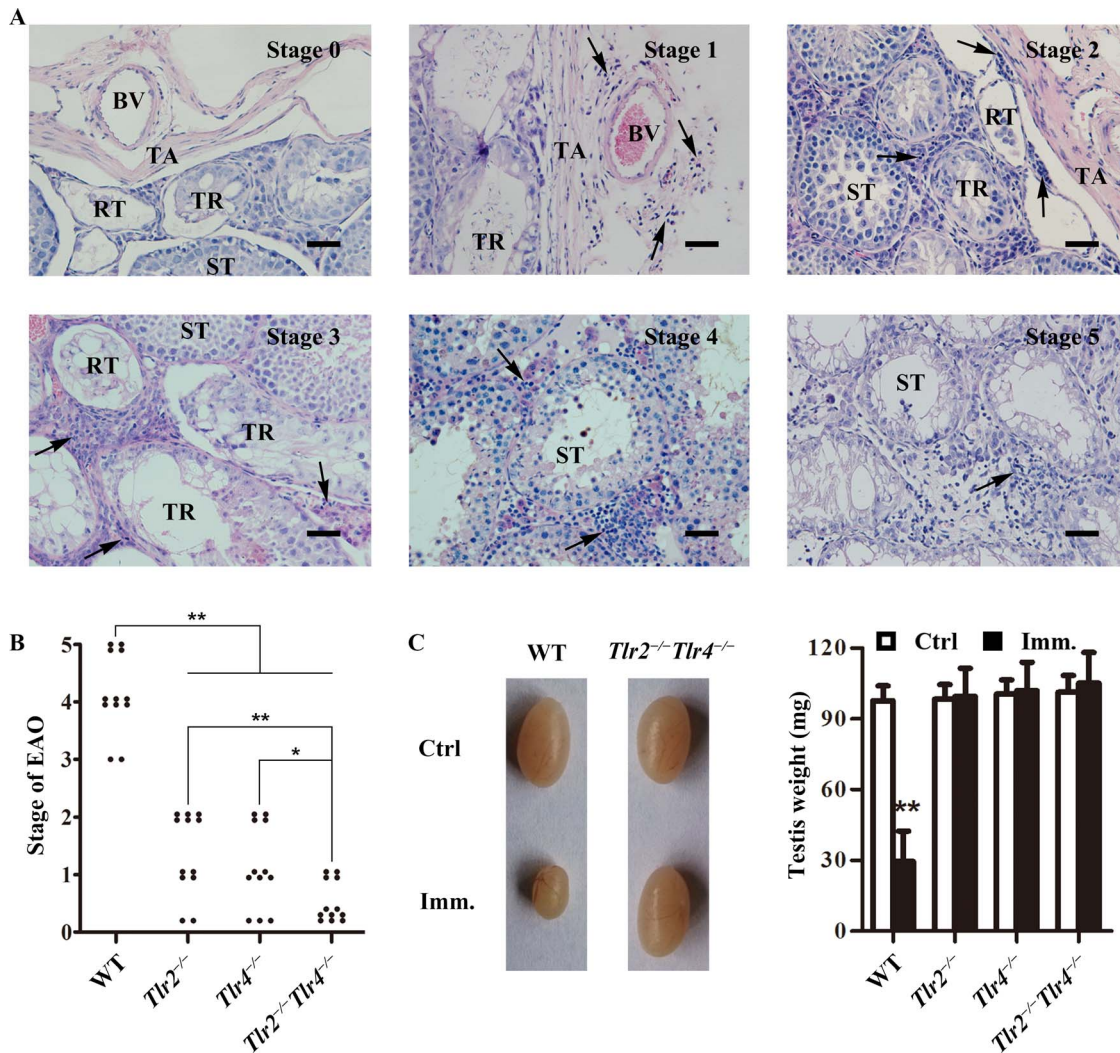 A
Stage 0
BV
TA
RT
TR
ST
Stage 1
BV
TA
TR
Stage 2
RT
ST
TR
TA
Stage 3
ST
RT
TR
TR
Stage 4
ST
Stage 5
ST
B
**
**
*
5
4
3
2
1
0
Stage of EAO
WT
Tlr2⁻/⁻
Tlr4⁻/⁻
Tlr2⁻/⁻Tlr4⁻/⁻
C
WT
Tlr2⁻/⁻Tlr4⁻/⁻
Ctrl
Imm.
Ctrl
Imm.
120
90
60
30
0
Testis weight (mg)
**
WT
Tlr2⁻/⁻
Tlr4⁻/⁻
Tlr2⁻/⁻Tlr4⁻/⁻